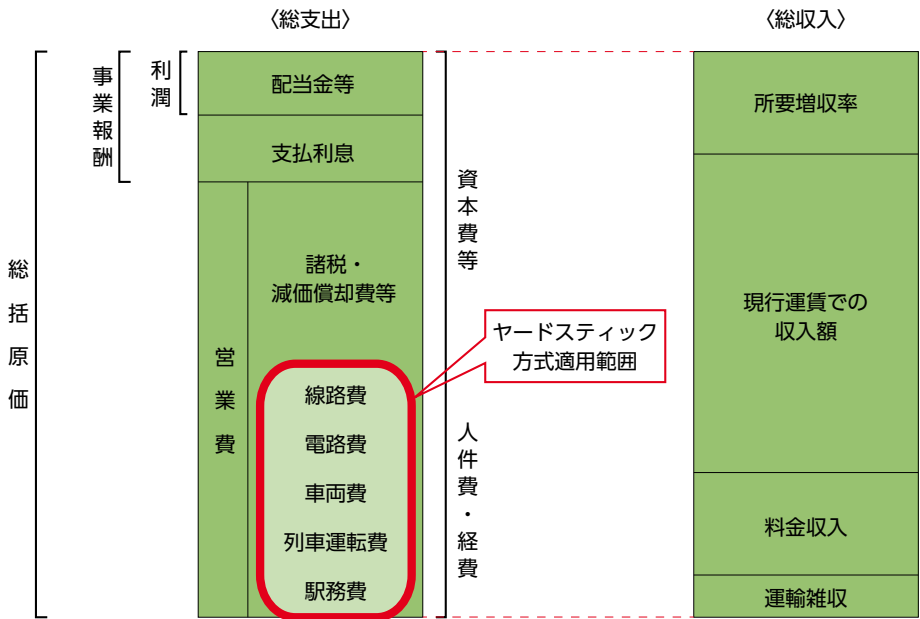 〈総支出〉
〈総収入〉
総括原価
事業報酬
利潤
配当金等
支払利息
営業費
諸税・
減価償却費等
線路費
電路費
車両費
列車運転費
駅務費
ヤードスティック
方式適用範囲
資本費等
人件費・経費
所要増収率
現行運賃での
収入額
料金収入
運輸雑収